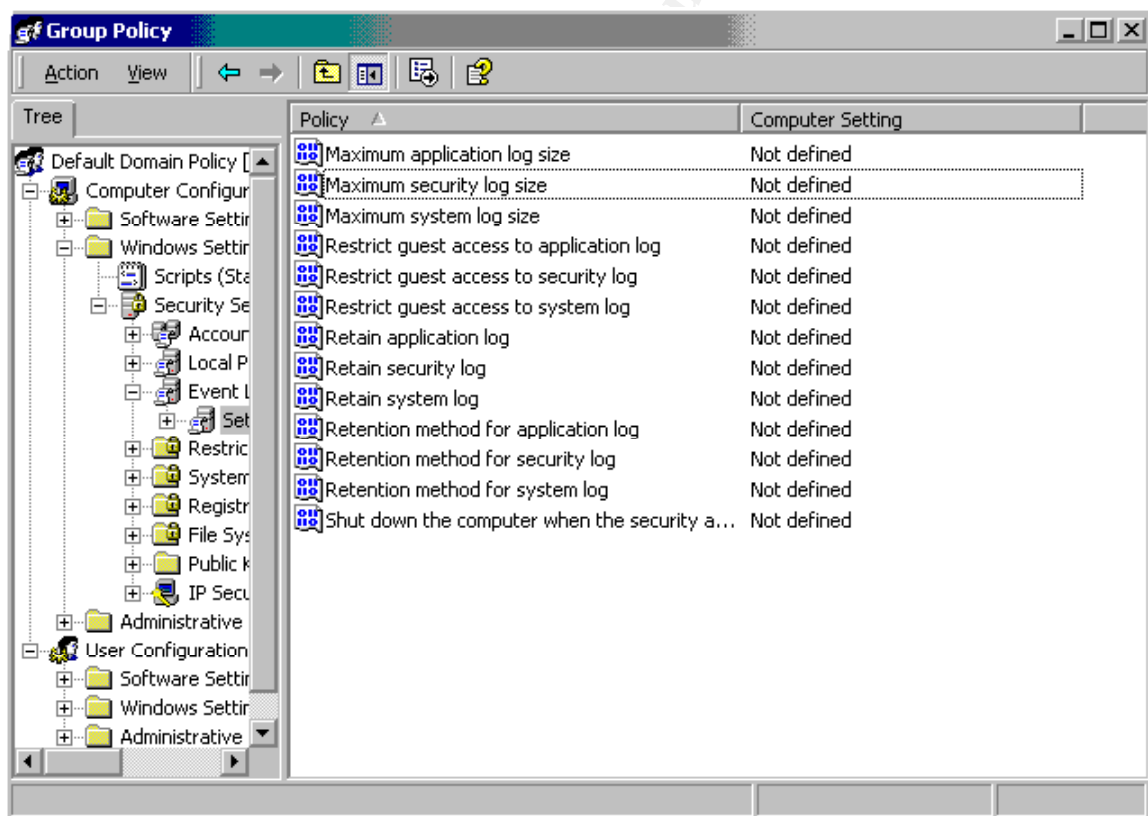 Group Policy
Action View
Tree
Policy Computer Setting
Default Domain Policy [
Computer Configur
Software Settir
Windows Settir
Scripts (Sta
Security Se
Accour
Local P
Event L
Set
Restric
System
Registr
File Sys
Public K
IP Secu
Administrative
User Configuration
Software Settir
Windows Settir
Administrative
Maximum application log size Not defined
Maximum security log size Not defined
Maximum system log size Not defined
Restrict guest access to application log Not defined
Restrict guest access to security log Not defined
Restrict guest access to system log Not defined
Retain application log Not defined
Retain security log Not defined
Retain system log Not defined
Retention method for application log Not defined
Retention method for security log Not defined
Retention method for system log Not defined
Shut down the computer when the security a... Not defined